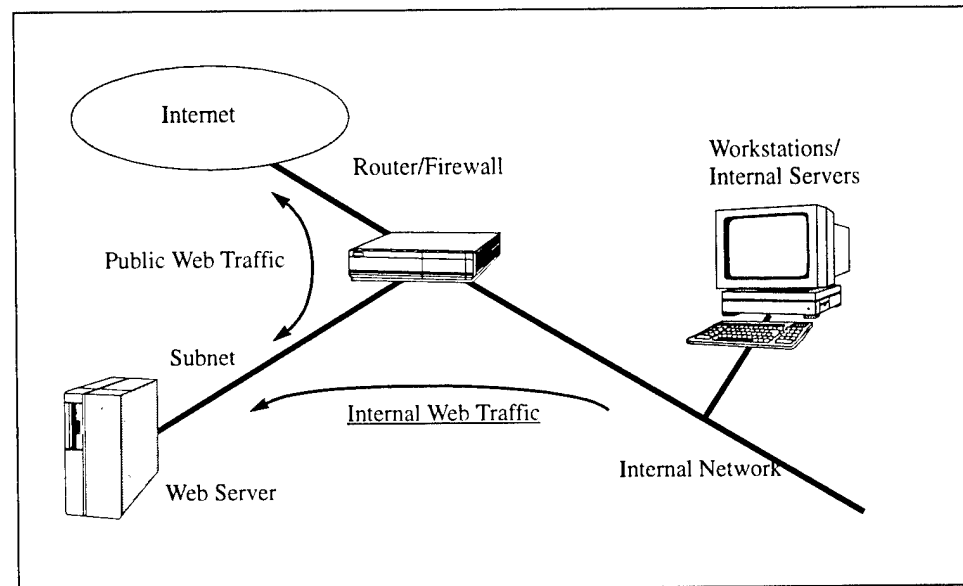 Internet
Router/Firewall
Workstations/
Internal Servers
Public Web Traffic
Subnet
Internal Web Traffic
Internal Network
Web Server